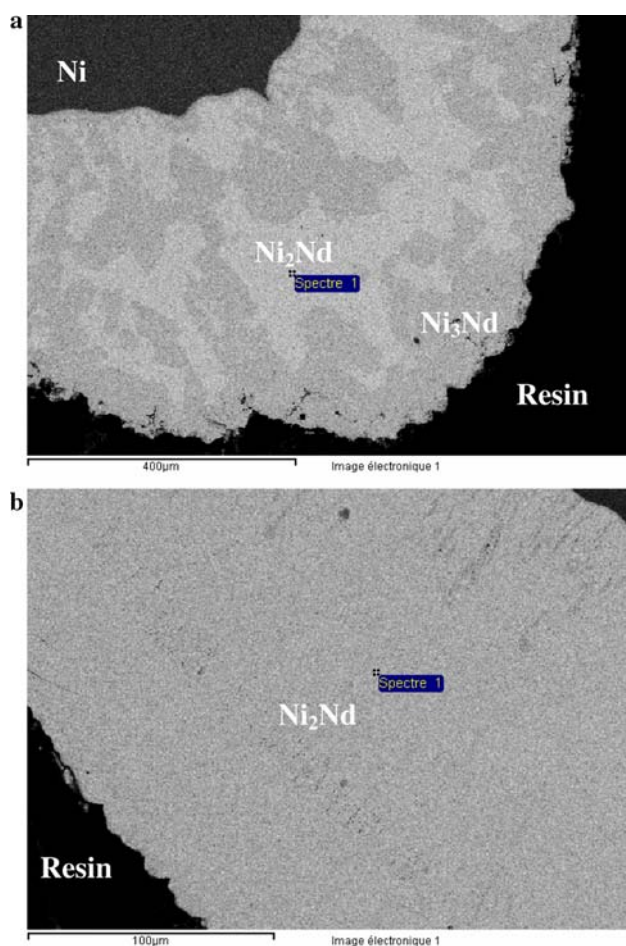 a
Ni
Ni₂Nd
Spectre 1
Ni₃Nd
Resin
400µm
Image électronique 1
b
Spectre 1
Ni₂Nd
Resin
100µm
Image électronique 1